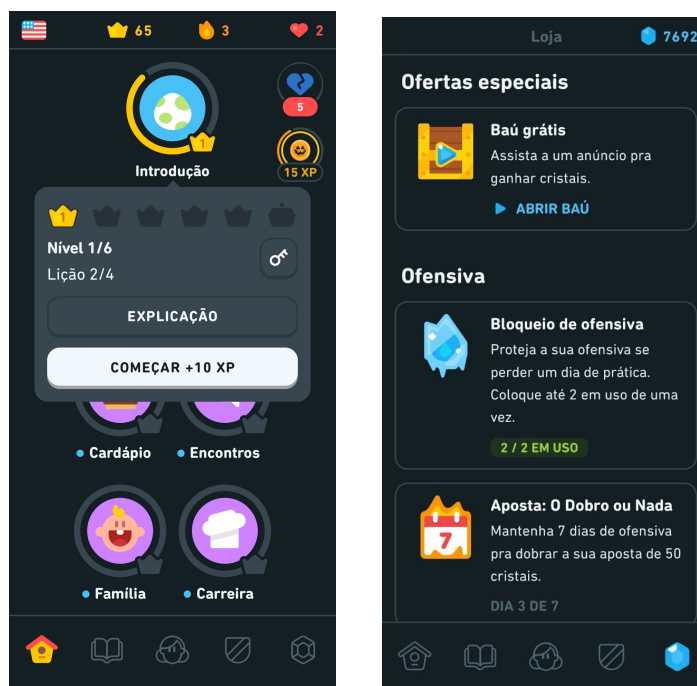 65
3
2
5
1
15 XP
Introdução
1
Nível 1/6
Lição 2/4
EXPLICAÇÃO
COMEÇAR +10 XP
Cardápio
Encontros
Família
Carreira
Loja
7692
Ofertas especiais
Baú grátis
Assista a um anúncio pra
ganhar cristais.
ABRIR BAÚ
Ofensiva
Bloqueio de ofensiva
Proteja a sua ofensiva se
perder um dia de prática.
Coloque até 2 em uso de uma
vez.
2 / 2 EM USO
Aposta: O Dobro ou Nada
7
Mantenha 7 dias de ofensiva
pra dobrar a sua aposta de 50
cristais.
DIA 3 DE 7